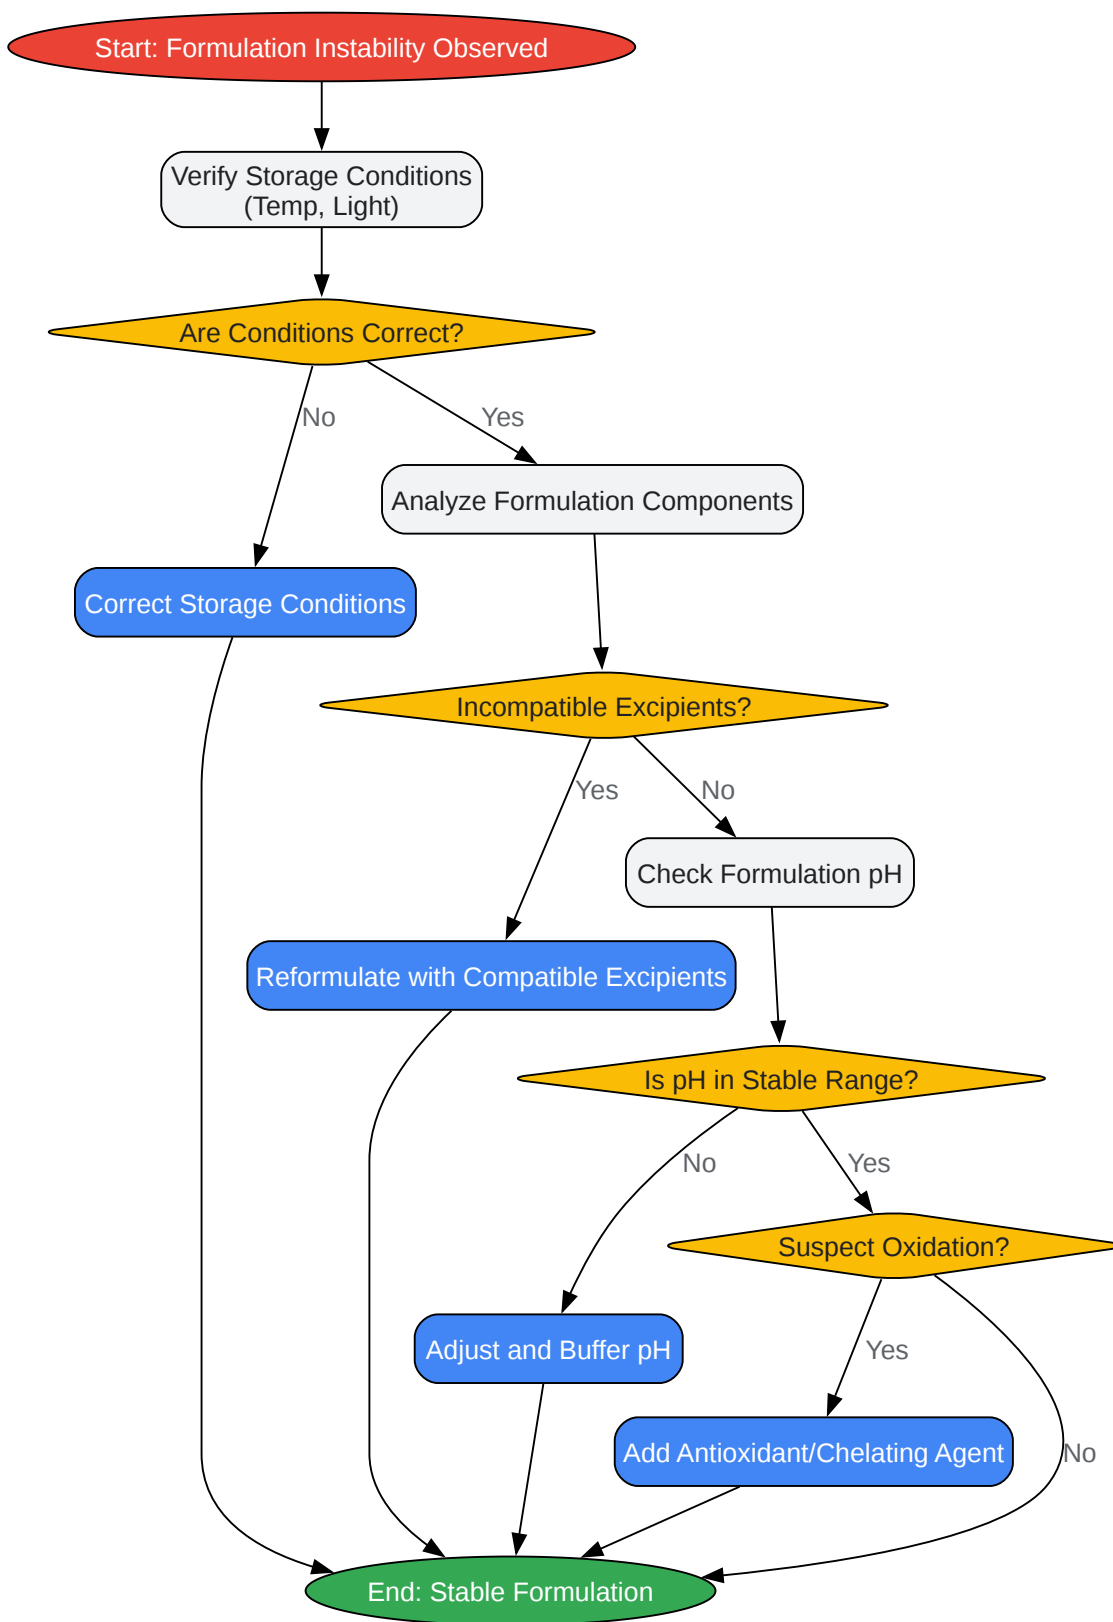 Start: Formulation Instability Observed
Verify Storage Conditions
(Temp, Light)
Are Conditions Correct?
No
Yes
Analyze Formulation Components
Correct Storage Conditions
Incompatible Excipients?
Yes
No
Check Formulation pH
Reformulate with Compatible Excipients
Is pH in Stable Range?
No
Yes
Suspect Oxidation?
Adjust and Buffer pH
Yes
Add Antioxidant/Chelating Agent
No
End: Stable Formulation